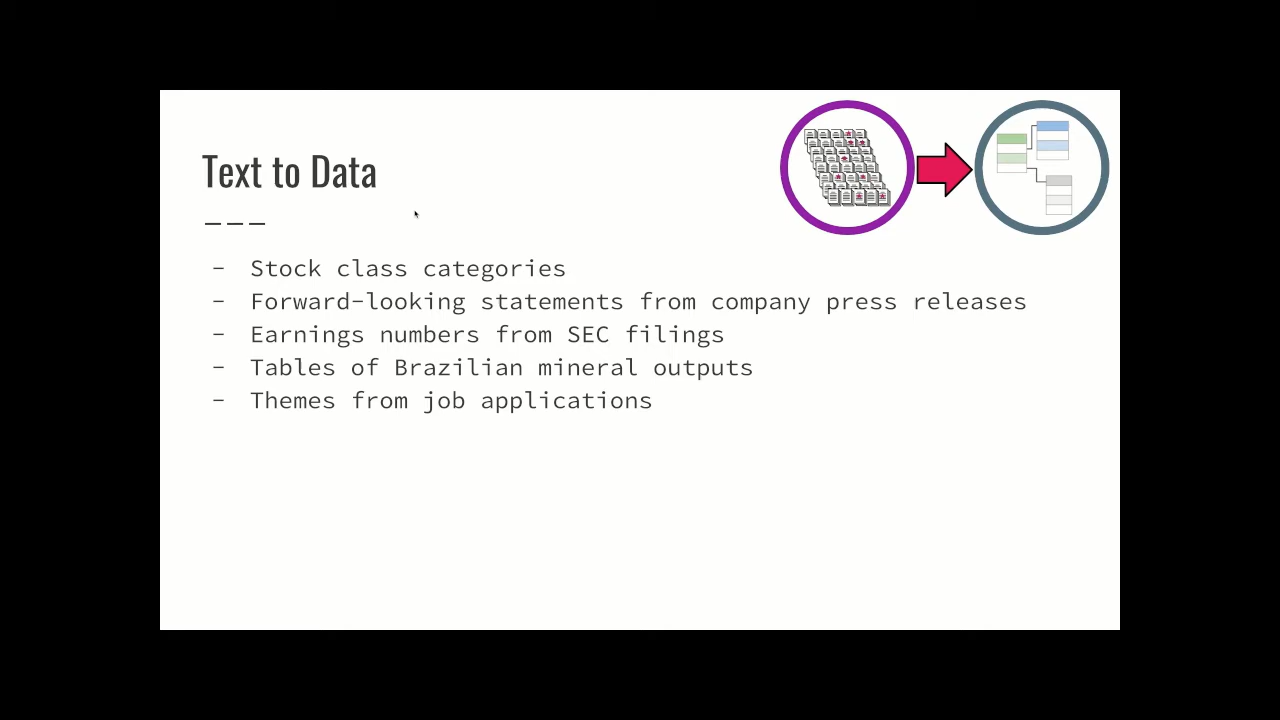 Text to Data
---
- Stock class categories
- Forward-looking statements from company press releases
- Earnings numbers from SEC filings
- Tables of Brazilian mineral outputs
- Themes from job applications